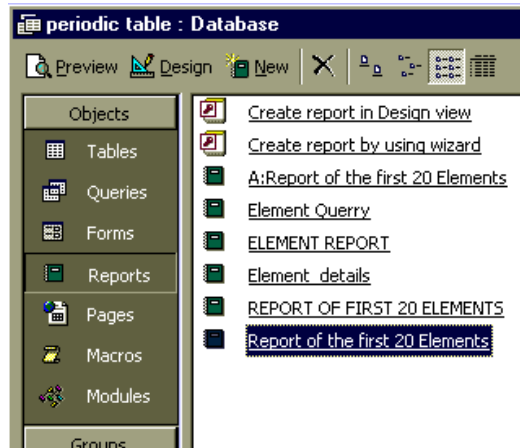 periodic table : Database
Preview Design New
Objects
Tables
Queries
Forms
Reports
Pages
Macros
Modules
Groups
Create report in Design view
Create report by using wizard
A:Report of the first 20 Elements
Element Querry
ELEMENT REPORT
Element_details
REPORT OF FIRST 20 ELEMENTS
Report of the first 20 Elements